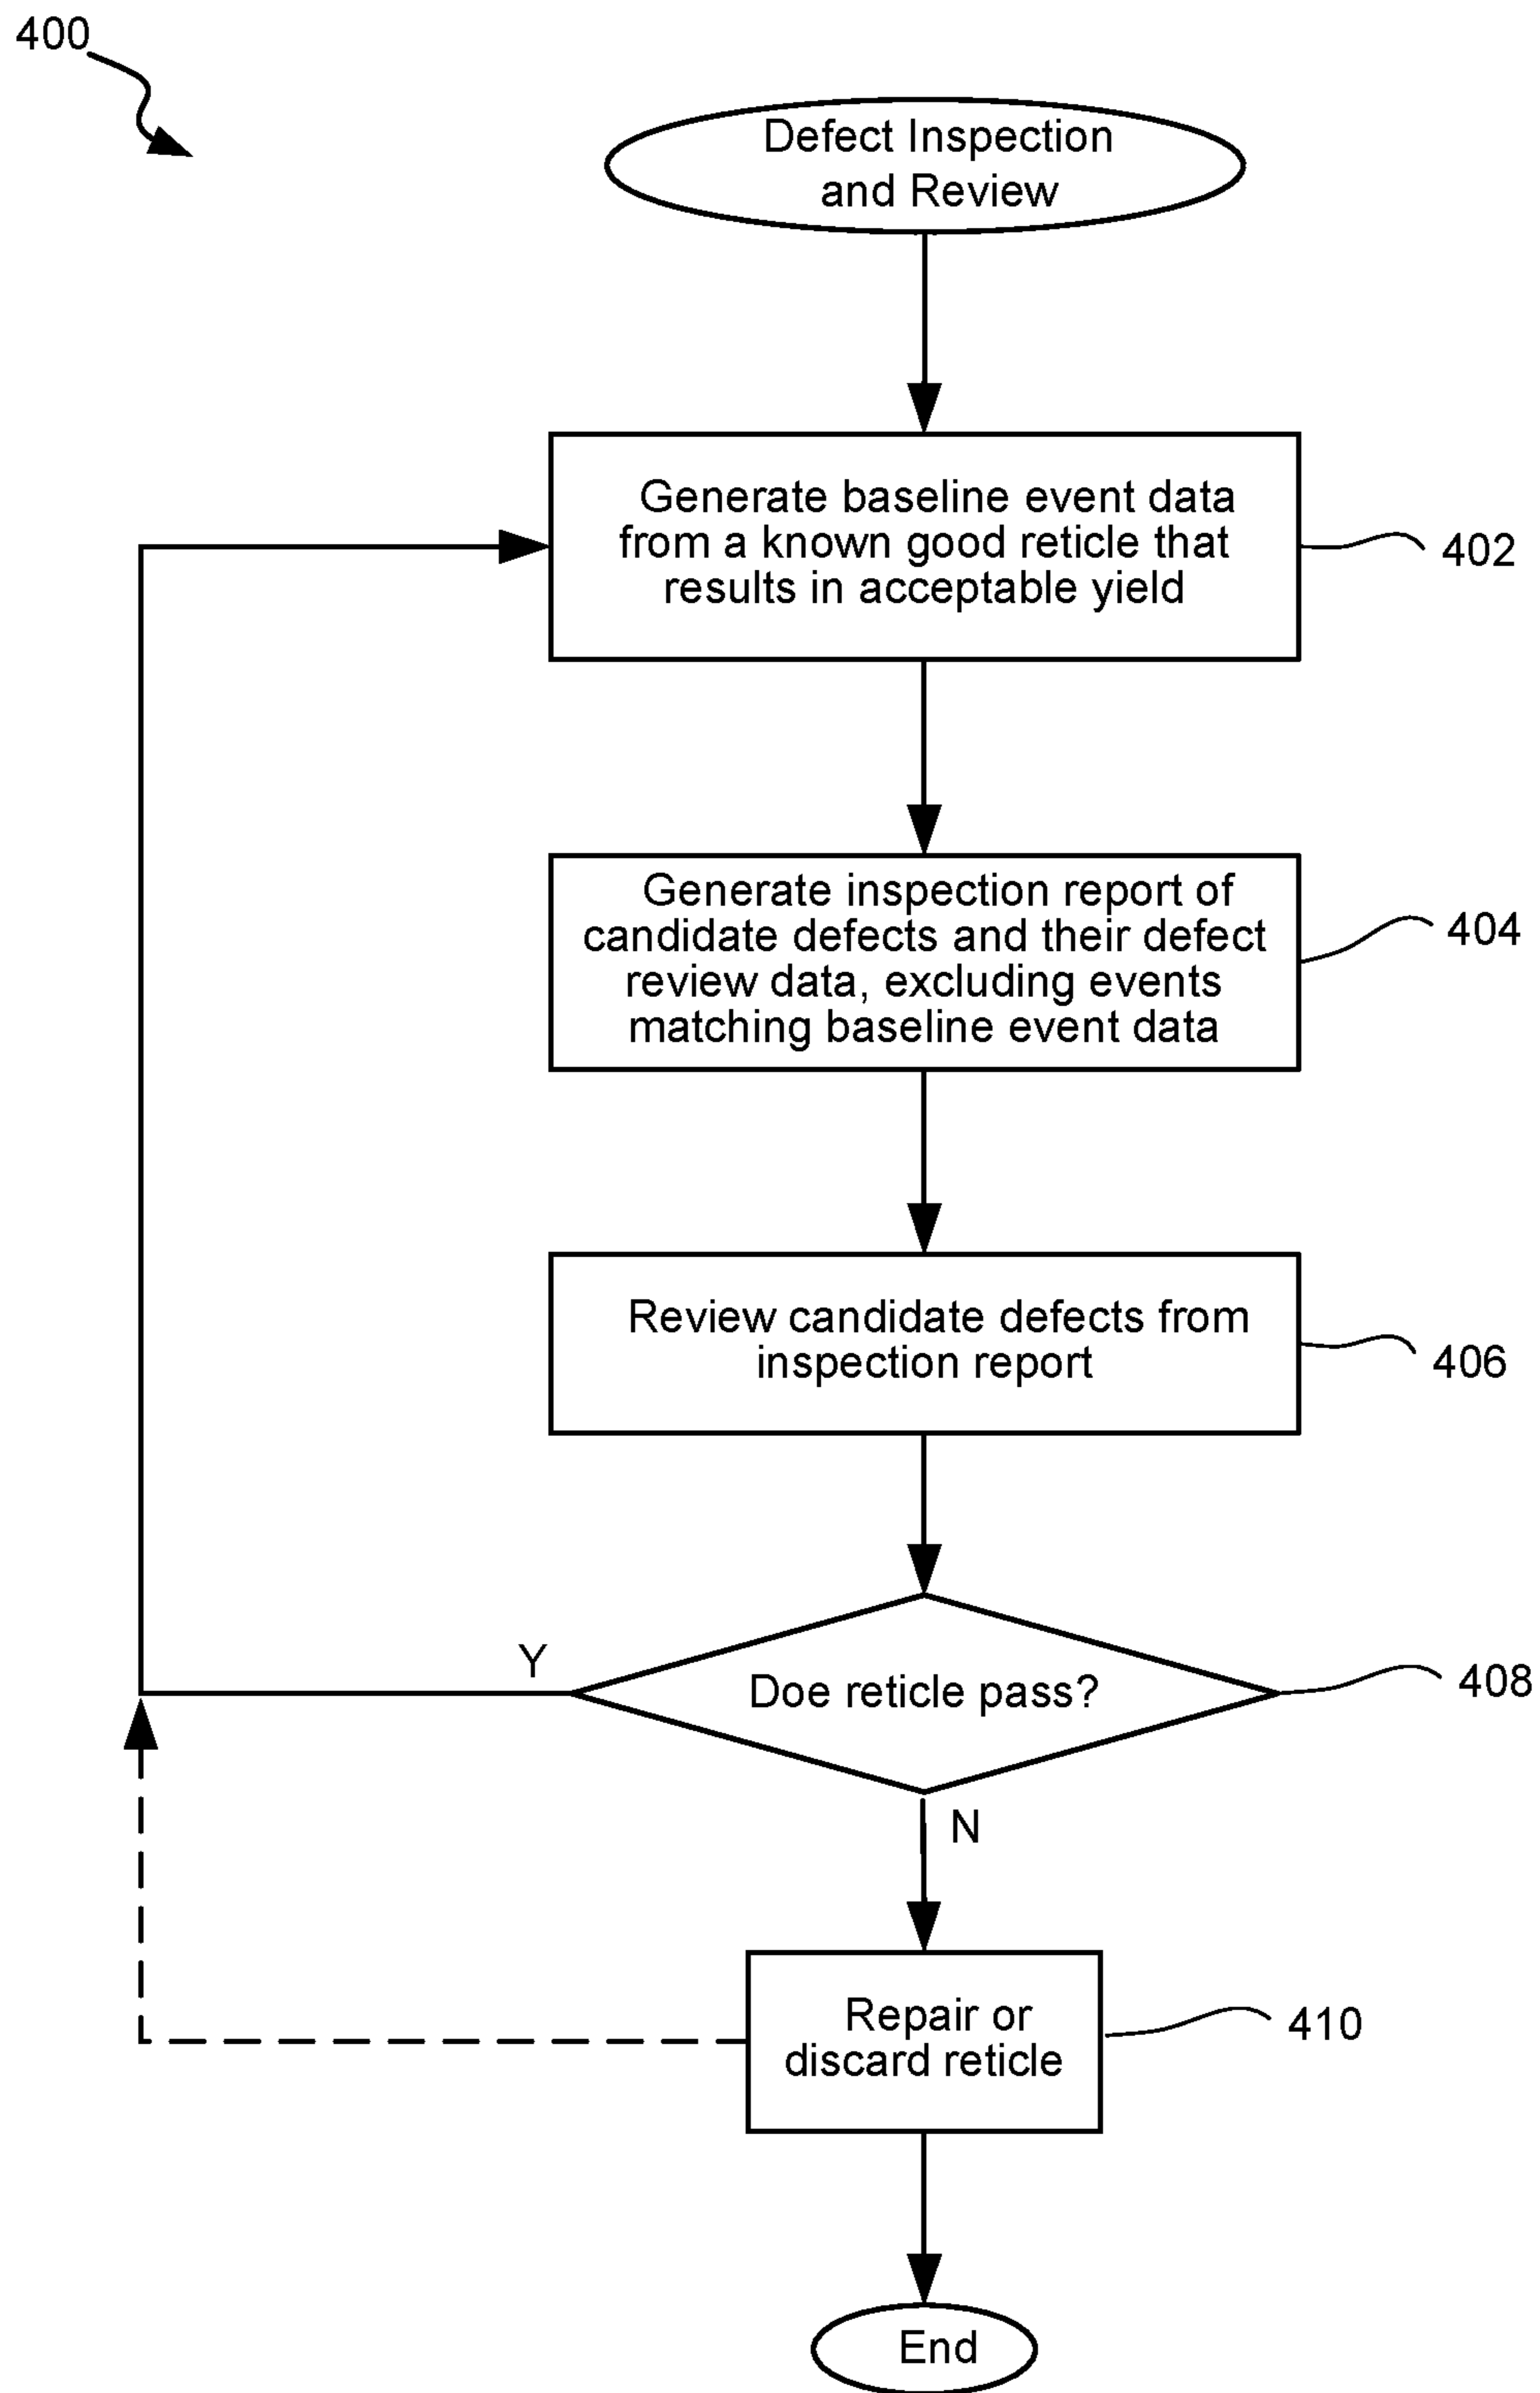 400
Defect Inspection
and Review
Generate baseline event data
from a known good reticle that
results in acceptable yield
402
Generate inspection report of
candidate defects and their defect
review data, excluding events
matching baseline event data
404
Review candidate defects from
inspection report
406
Y
Doe reticle pass?
408
N
Repair or
discard reticle
410
End